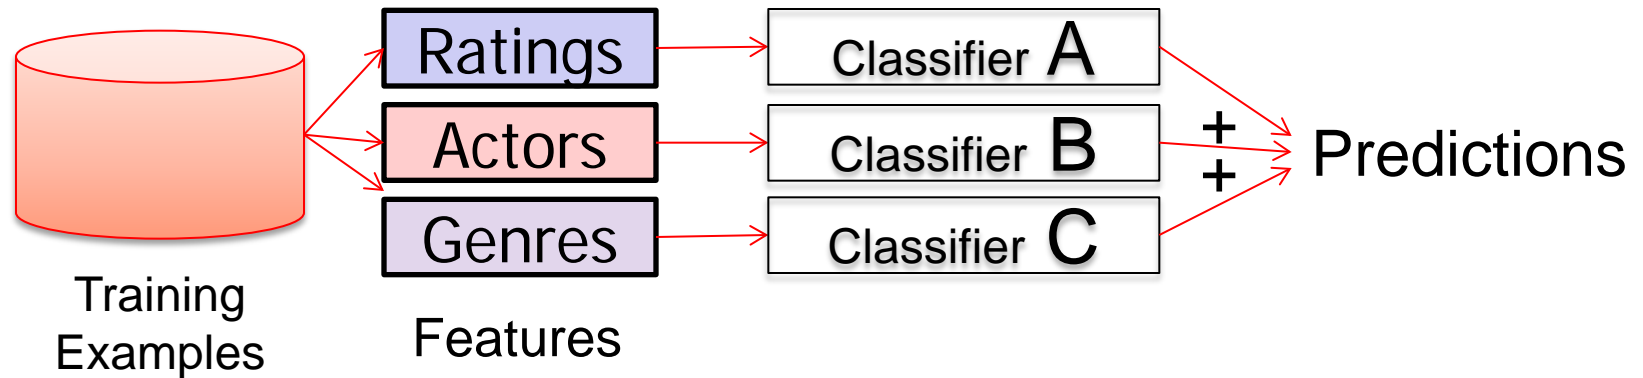 Ratings
Classifier A
Actors
Classifier B
+
+
Predictions
Genres
Classifier C
Training
Examples
Features